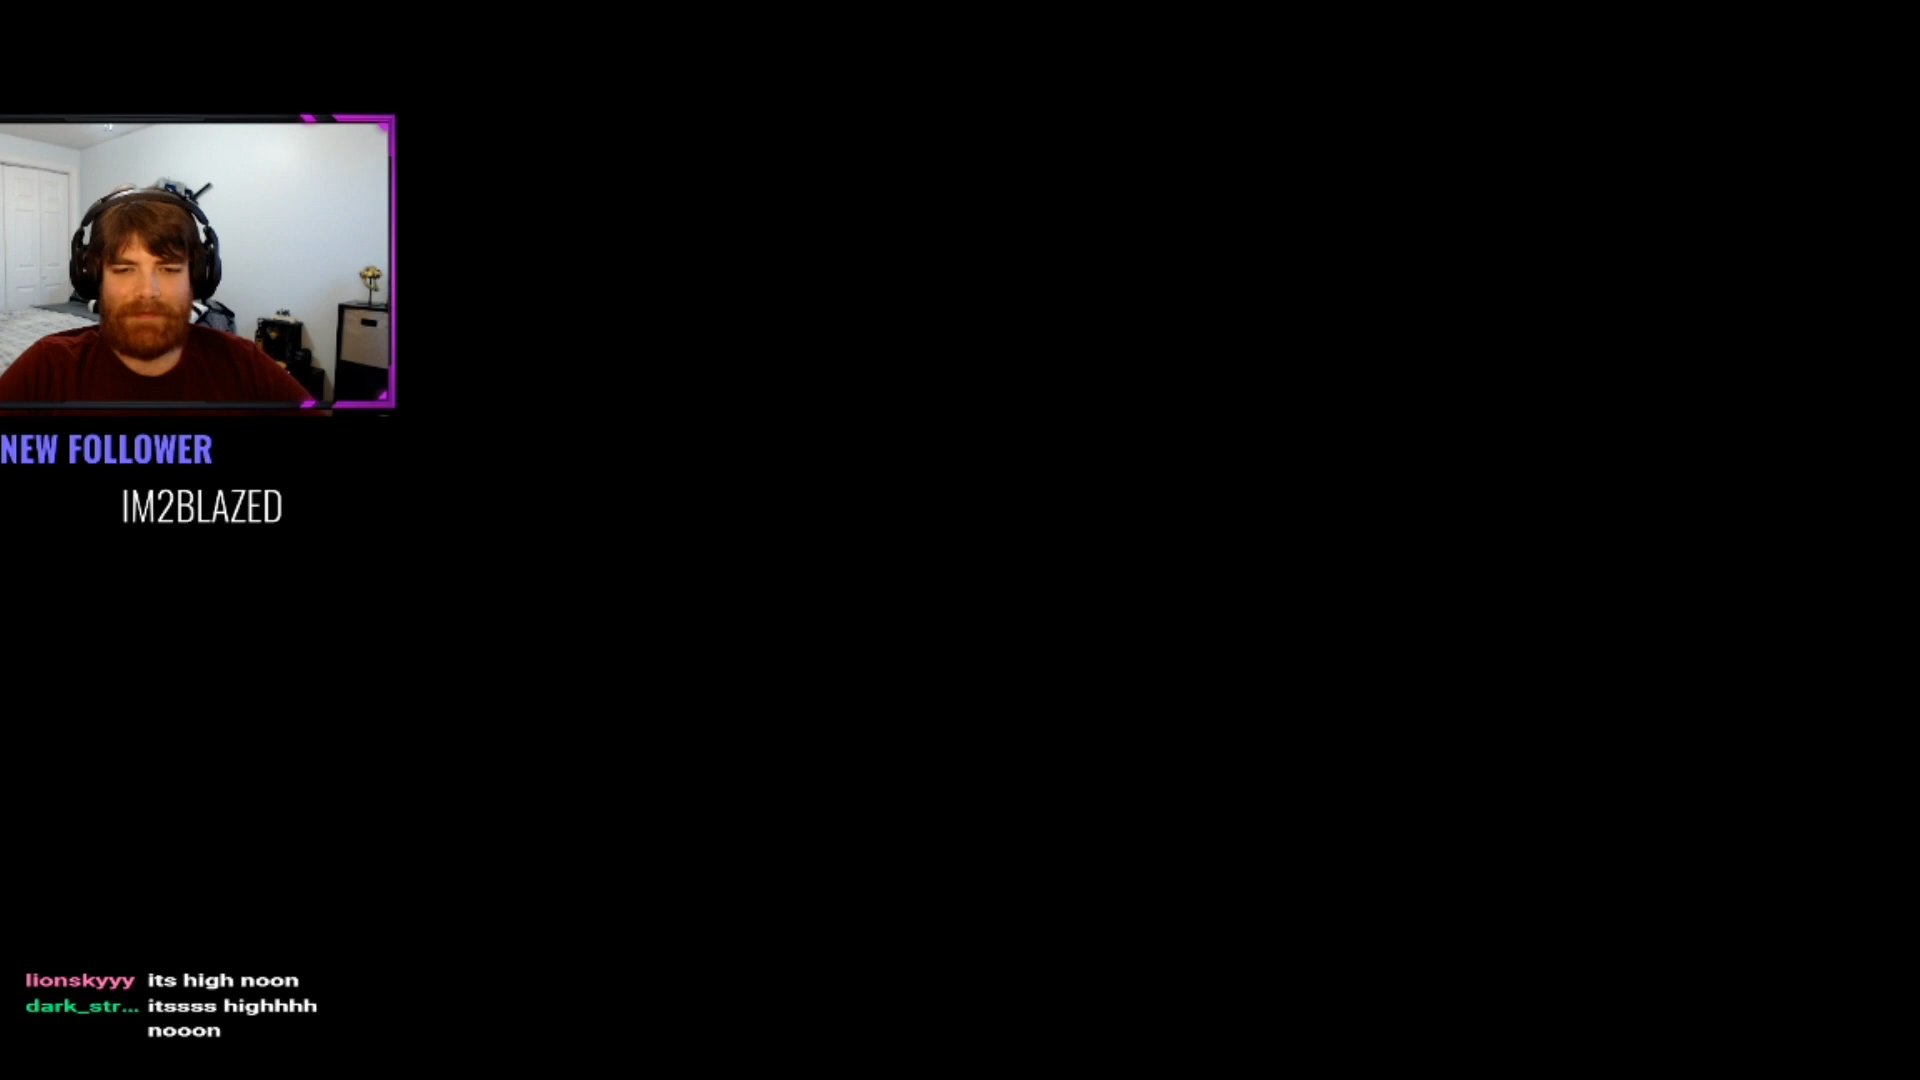 NEW FOLLOWER
IM2BLAZED
lionskyyy its high noon
dark_str... itssss highhhh
nooon